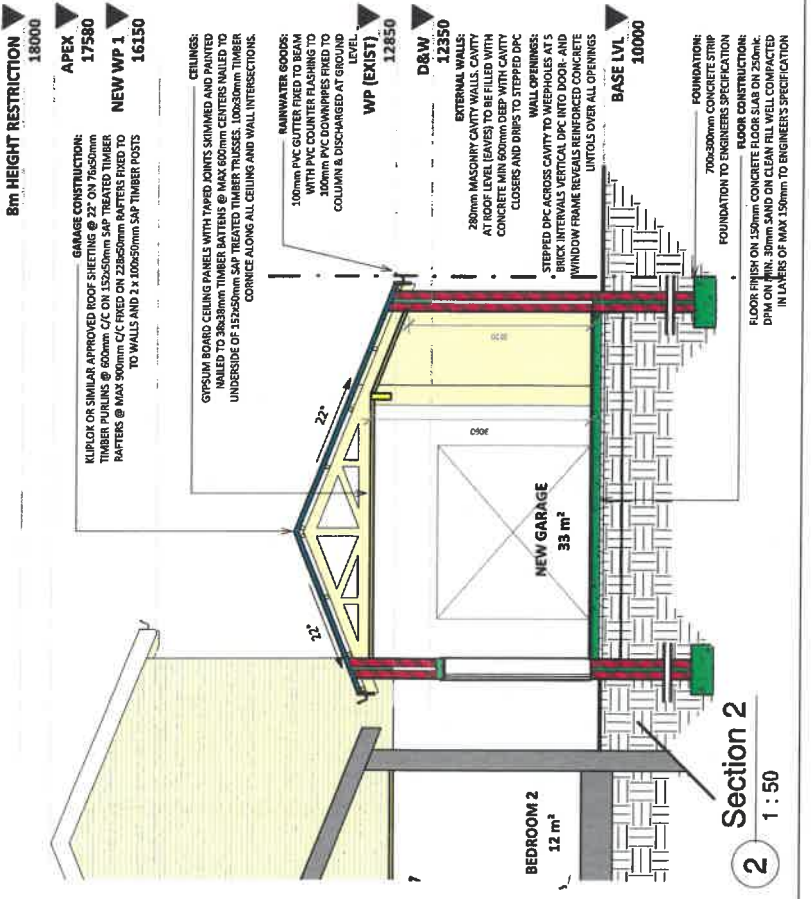 8m HEIGHT RESTRICTION
18000
APEX
17580
NEW WP 1
16150
GARAGE CONSTRUCTION:
KLIPLOK OR SIMILAR APPROVED ROOF SHEETING @ 22° ON 76x50mm
TIMBER PURLINS @ 600mm C/C ON 152x50mm SAP TREATED TIMBER
RAFTERS @ MAX 900mm C/C FIXED ON 228x50mm RAFTERS FIXED TO
TO WALLS AND 2 x 100x50mm SAP TIMBER POSTS
CEILINGS:
GYPSUM BOARD CEILING PANELS WITH TAPED JOINTS SKIMMED AND PAINTED
NAILED TO 38x38mm TIMBER BATTENS @ MAX 600mm CENTERS NAILED TO
UNDERSIDE OF 152x50mm SAP TREATED TIMBER TRUSSES. 100x30mm TIMBER
CORNICE ALONG ALL CEILING AND WALL INTERSECTIONS.
RAINWATER GOODS:
100mm PVC GUTTER FIXED TO BEAM
WITH PVC COUNTER FLASHING TO
100mm PVC DOWNPIPES FIXED TO
COLUMN & DISCHARGED AT GROUND
LEVEL.
WP (EXIST)
12850
D&W
12350
EXTERNAL WALLS:
280mm MASONRY CAVITY WALLS. CAVITY
AT ROOF LEVEL (EAVES) TO BE FILLED WITH
CONCRETE MIN 600mm DEEP WITH CAVITY
CLOSERS AND DRIPS TO STEPPED DPC
WALL OPENINGS:
STEPPED DPC ACROSS CAVITY TO WEEPHOLES AT 5
BRICK INTERVALS VERTICAL DPC INTO DOOR- AND
WINDOW FRAME REVEALS REINFORCED CONCRETE
LINTOLS OVER ALL OPENINGS
BASE LVL
10000
FOUNDATION:
700x305mm CONCRETE STRIP
FOUNDATION TO ENGINEERS SPECIFICATION
FLOOR CONSTRUCTION:
FLOOR FINISH ON 150mm CONCRETE FLOOR SLAB ON 250mic.
DPM ON MIN. 30mm SAND ON CLEAN FILL WELL COMPACTED
IN LAYERS OF MAX 150mm TO ENGINEER'S SPECIFICATION
22°
22°
3060
NEW GARAGE
33 m²
BEDROOM 2
12 m²
2
Section 2
1 : 50